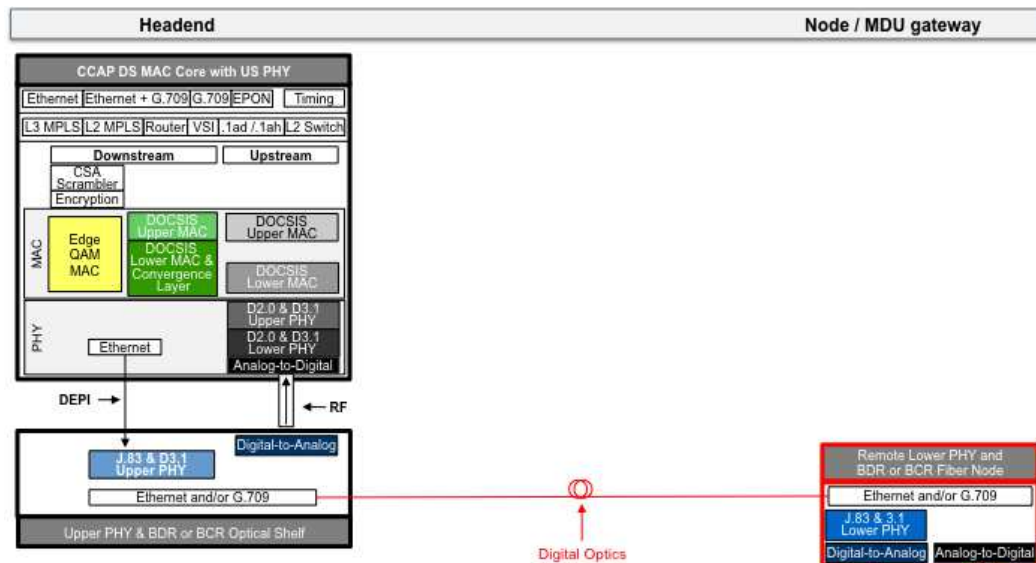 Headend
Node / MDU gateway
CCAP DS MAC Core with US PHY
Ethernet
Ethernet + G.709
G.709
EPON
Timing
L3 MPLS
L2 MPLS
Router
VSI
.1ad /.1ah
L2 Switch
Downstream
Upstream
CSA
Scrambler
Encryption
MAC
Edge
QAM
MAC
DOCSIS
Upper MAC
DOCSIS
Lower MAC &
Convergence
Layer
DOCSIS
Upper MAC
DOCSIS
Lower MAC
PHY
Ethernet
D2.0 & D3.1
Upper PHY
D2.0 & D3.1
Lower PHY
Analog-to-Digital
DEPI
RF
Digital-to-Analog
J.83 & D3.1
Upper PHY
Ethernet and/or G.709
Upper PHY & BDR or BCR Optical Shelf
Digital Optics
Remote Lower PHY and
BDR or BCR Fiber Node
Ethernet and/or G.709
J.83 & 3.1
Lower PHY
Digital-to-Analog
Analog-to-Digital